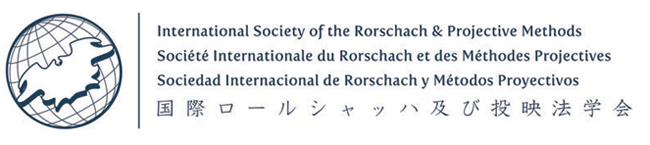 International Society of the Rorschach & Projective Methods
Société Internationale du Rorschach et des Méthodes Projectives
Sociedad Internacional de Rorschach y Métodos Proyectivos
国際ロールシャッハ及び投映法学会